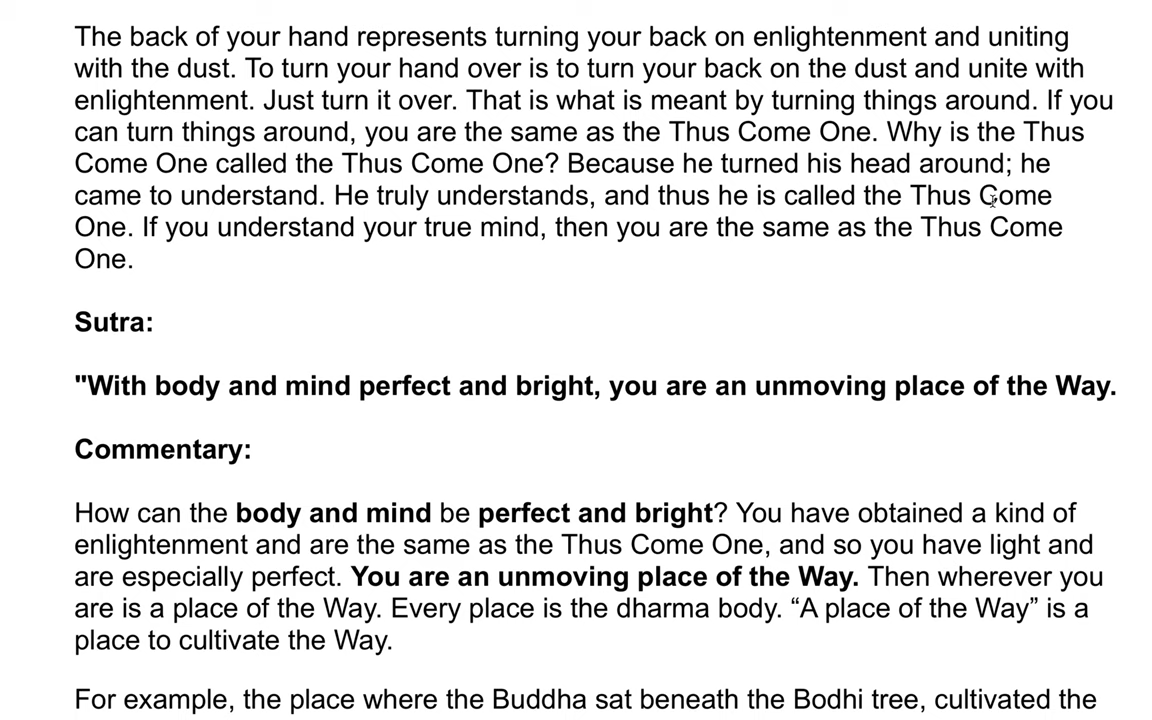 The back of your hand represents turning your back on enlightenment and uniting
with the dust. To turn your hand over is to turn your back on the dust and unite with
enlightenment. Just turn it over. That is what is meant by turning things around. If you
can turn things around, you are the same as the Thus Come One. Why is the Thus
Come One called the Thus Come One? Because he turned his head around; he
came to understand. He truly understands, and thus he is called the Thus Come
One. If you understand your true mind, then you are the same as the Thus Come
One.
Sutra:
"With body and mind perfect and bright, you are an unmoving place of the Way.
Commentary:
How can the body and mind be perfect and bright? You have obtained a kind of
enlightenment and are the same as the Thus Come One, and so you have light and
are especially perfect. You are an unmoving place of the Way. Then wherever you
are is a place of the Way. Every place is the dharma body. “A place of the Way” is a
place to cultivate the Way.
For example, the place where the Buddha sat beneath the Bodhi tree, cultivated the